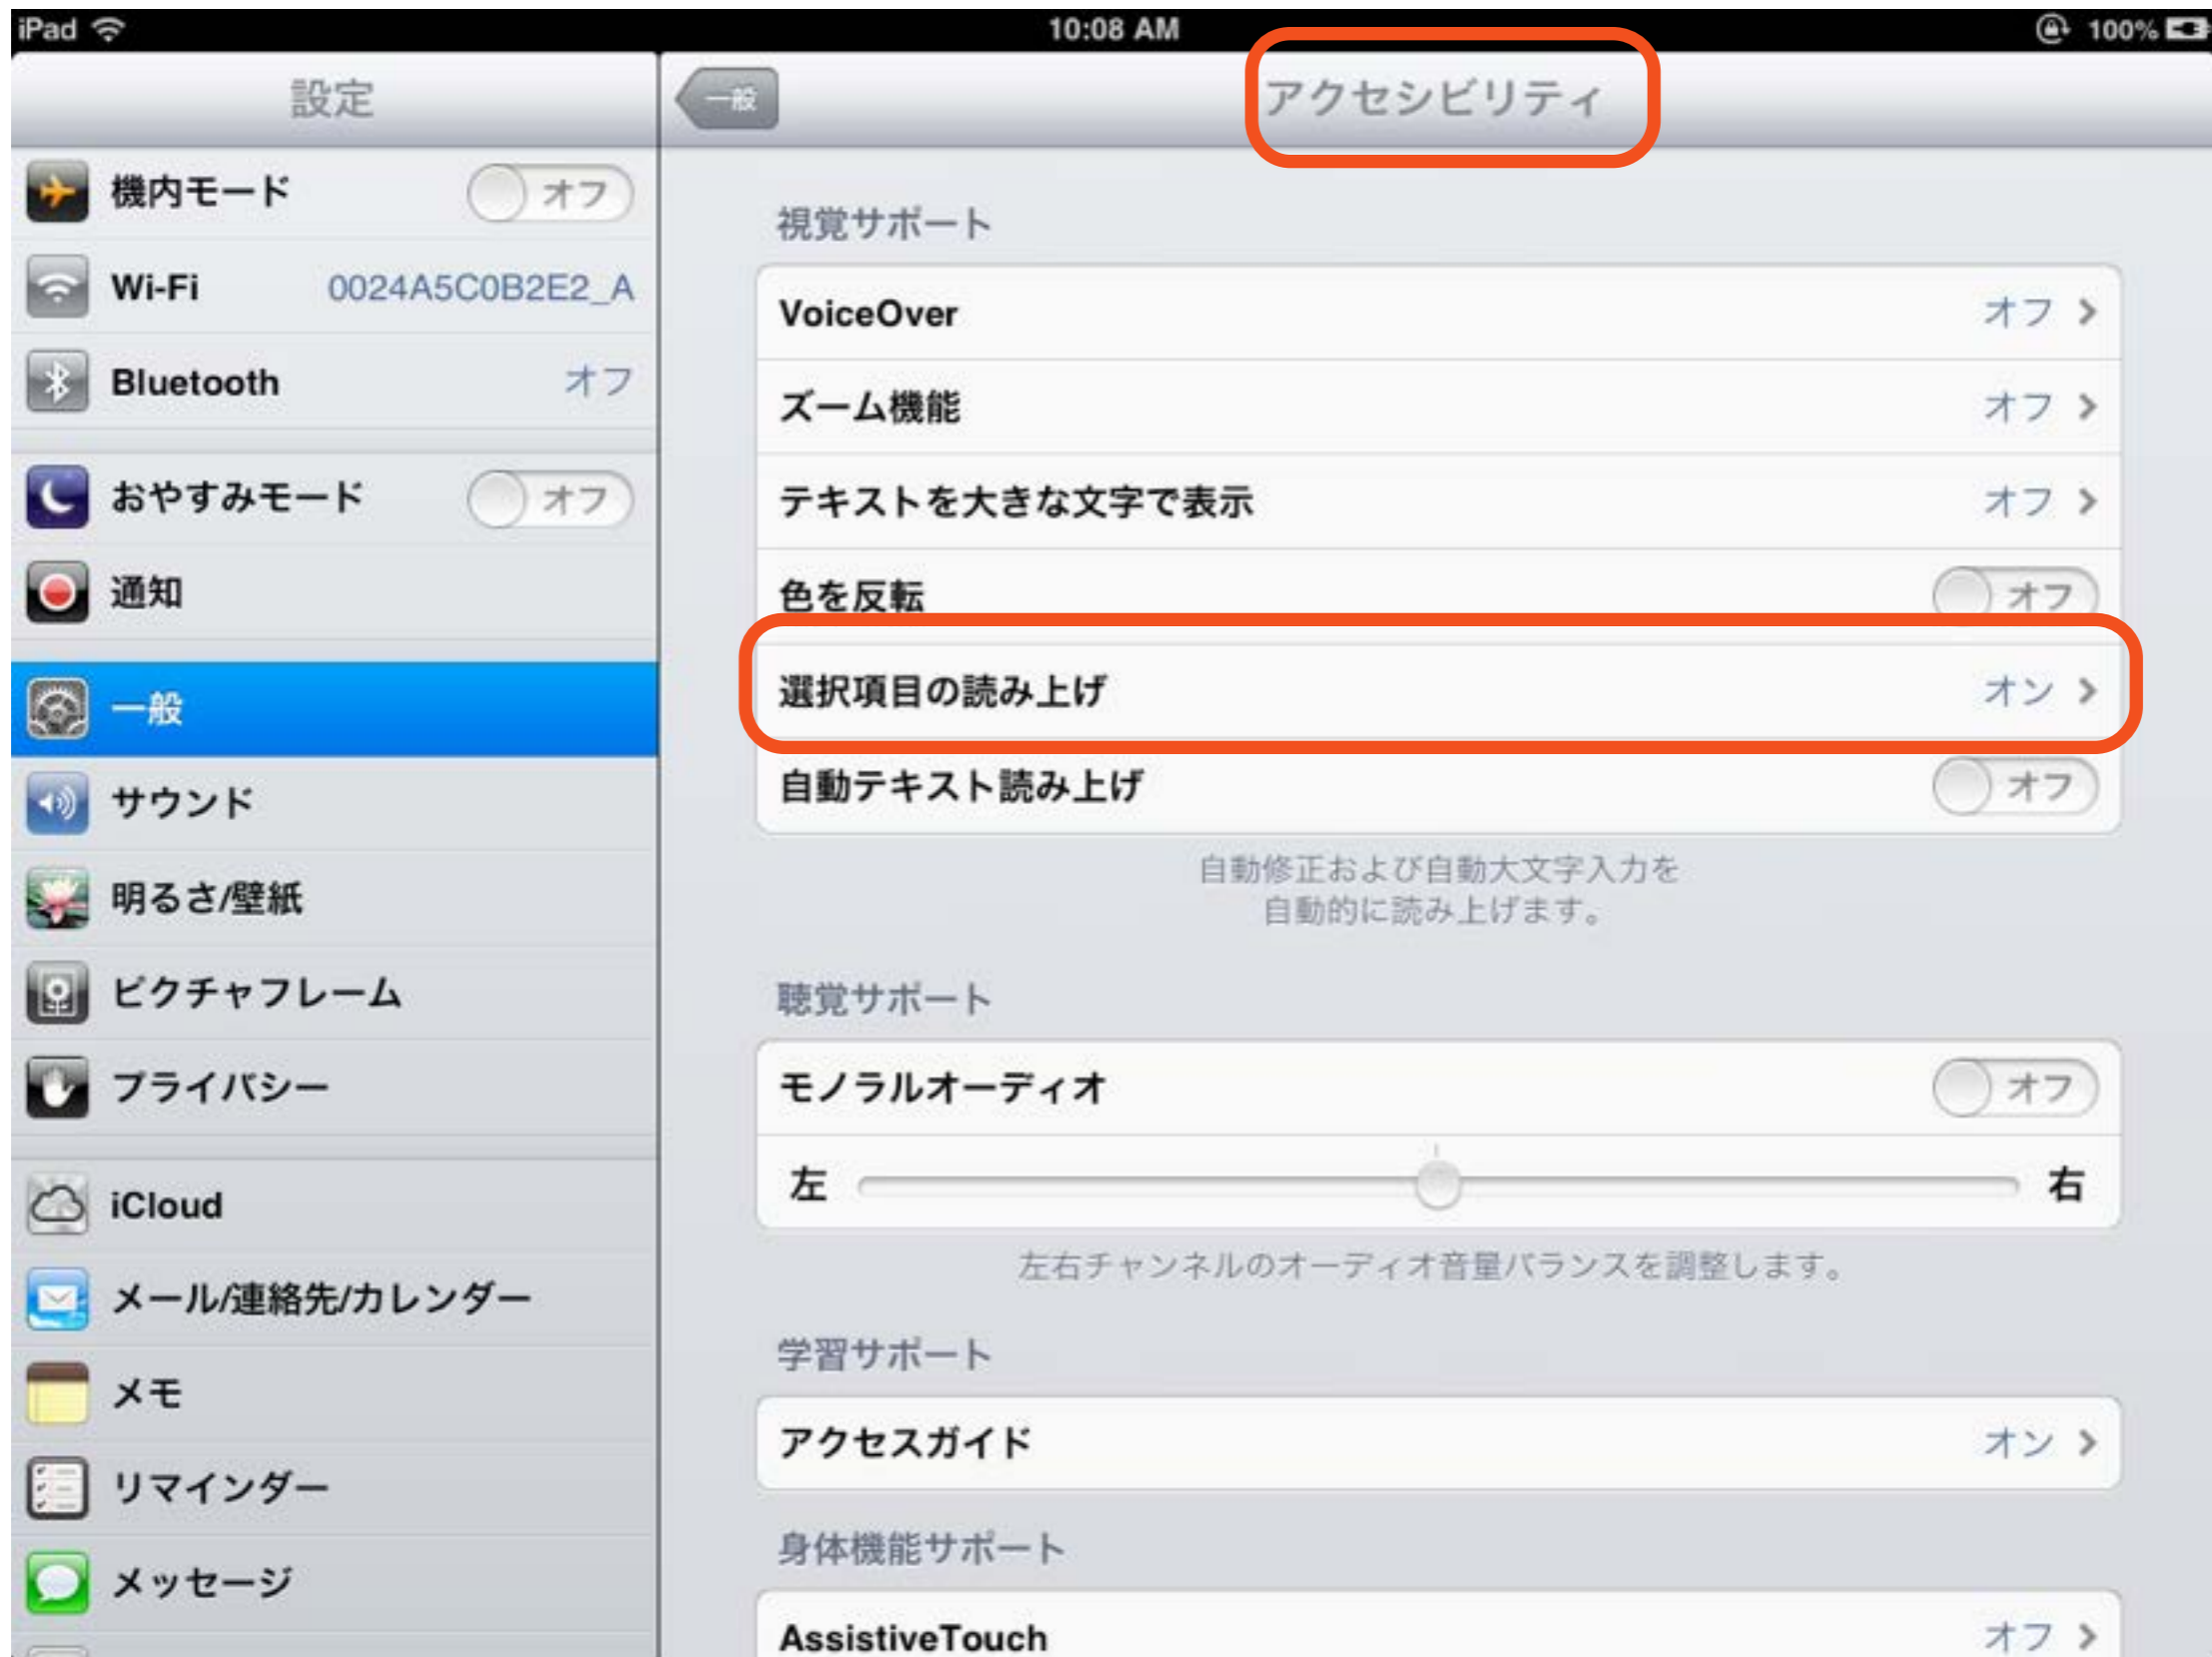 iPad 10:08 AM 100%
設定
機内モード オフ
Wi-Fi 0024A5C0B2E2_A
Bluetooth オフ
おやすみモード オフ
通知
一般
サウンド
明るさ/壁紙
ピクチャフレーム
プライバシー
iCloud
メール/連絡先/カレンダー
メモ
リマインダー
メッセージ
一般 アクセシビリティ
視覚サポート
VoiceOver オフ
ズーム機能 オフ
テキストを大きな文字で表示 オフ
色を反転 オフ
選択項目の読み上げ オン
自動テキスト読み上げ オフ
自動修正および自動大文字入力を
自動的に読み上げます。
聴覚サポート
モノラルオーディオ オフ
左 右
左右チャンネルのオーディオ音量バランスを調整します。
学習サポート
アクセスガイド オン
身体機能サポート
AssistiveTouch オフ